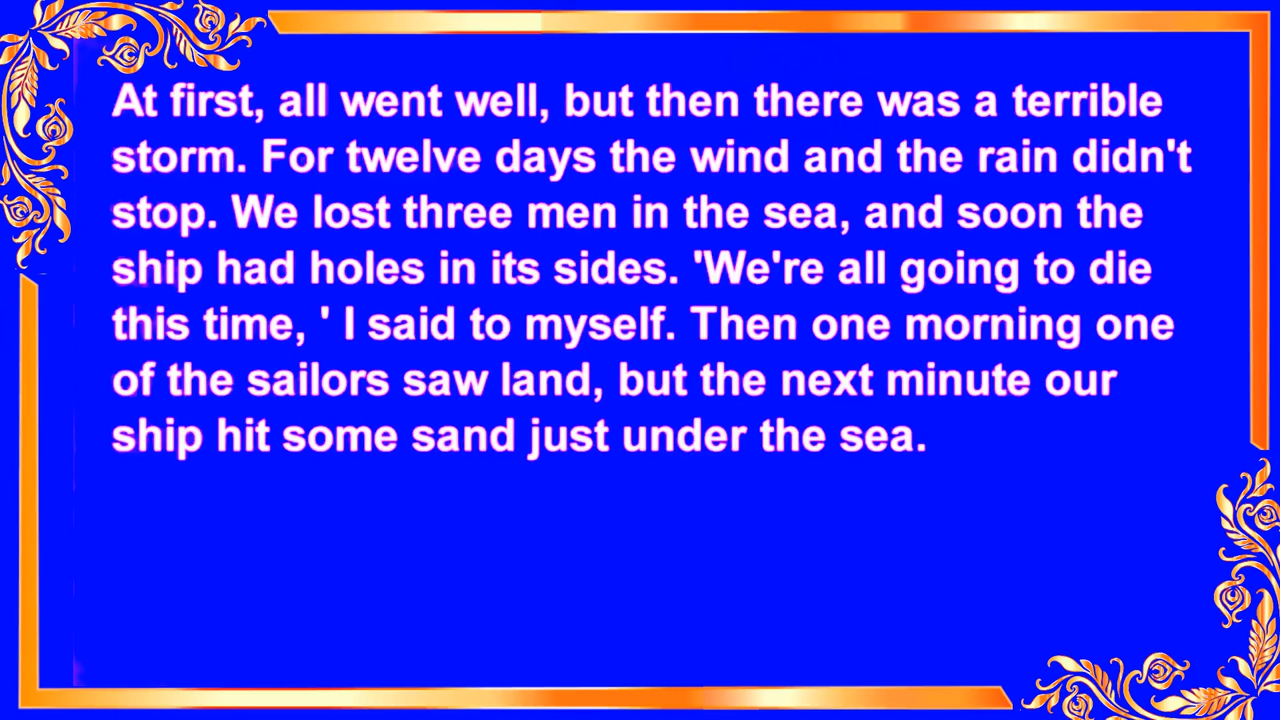 At first, all went well, but then there was a terrible
storm. For twelve days the wind and the rain didn't
stop. We lost three men in the sea, and soon the
ship had holes in its sides. 'We're all going to die
this time, ' I said to myself. Then one morning one
of the sailors saw land, but the next minute our
ship hit some sand just under the sea.